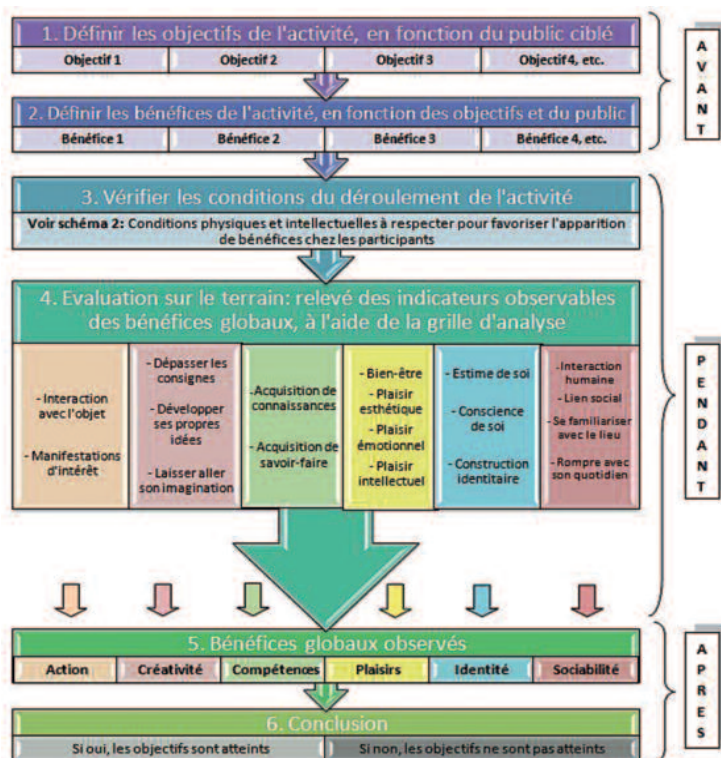 1. Définir les objectifs de l'activité, en fonction du public ciblé
Objectif 1
Objectif 2
Objectif 3
Objectif 4, etc.
2. Définir les bénéfices de l'activité, en fonction des objectifs et du public
Bénéfice 1
Bénéfice 2
Bénéfice 3
Bénéfice 4, etc.
AVANT
3. Vérifier les conditions du déroulement de l'activité
Voir schéma 2: Conditions physiques et intellectuelles à respecter pour favoriser l'apparition
de bénéfices chez les participants
4. Evaluation sur le terrain: relevé des indicateurs observables
des bénéfices globaux, à l'aide de la grille d'analyse
- Interaction
avec l'objet
- Manifestations
d'intérêt
- Dépasser les
consignes
- Développer
ses propres
idées
- Laisser aller
son imagination
-Acquisition de
connaissances
- Acquisition de
savoir-faire
- Bien-être
- Plaisir
esthétique
- Plaisir
émotionnel
- Plaisir
intellectuel
- Estime de soi
- Conscience
de soi
- Construction
identitaire
- Interaction
humaine
- Lien social
- Se familiariser
avec le lieu
- Rompre avec
son quotidien
PENDANT
5. Bénéfices globaux observés
Action
Créativité
Compétences
Plaisirs
Identité
Sociabilité
6. Conclusion
Si oui, les objectifs sont atteints
Si non, les objectifs ne sont pas atteints
APRES